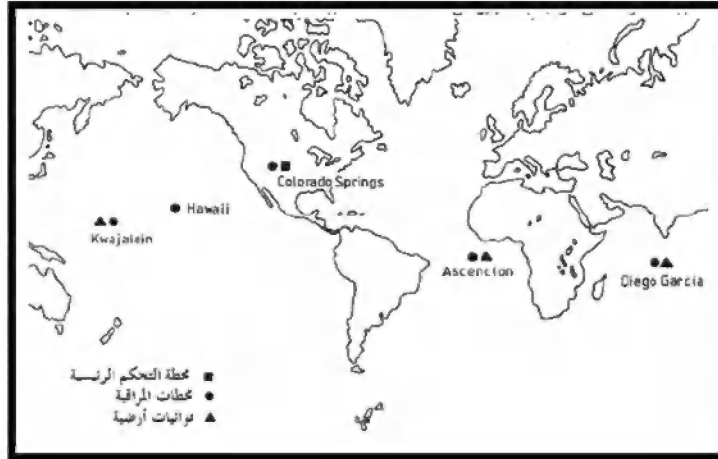 Colorado Springs
Hawaii
Kwajalein
Ascencion
Diego Garcia
محطة التحكم الرئيسية
محطات المراقبة
هوائيات أرضية